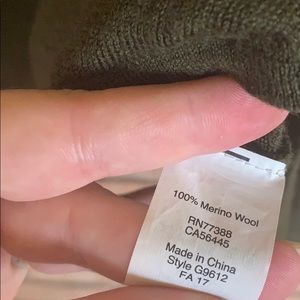 100% Merino Wool
RN77388
CA56445
Made in China
Style G9612
FA 17